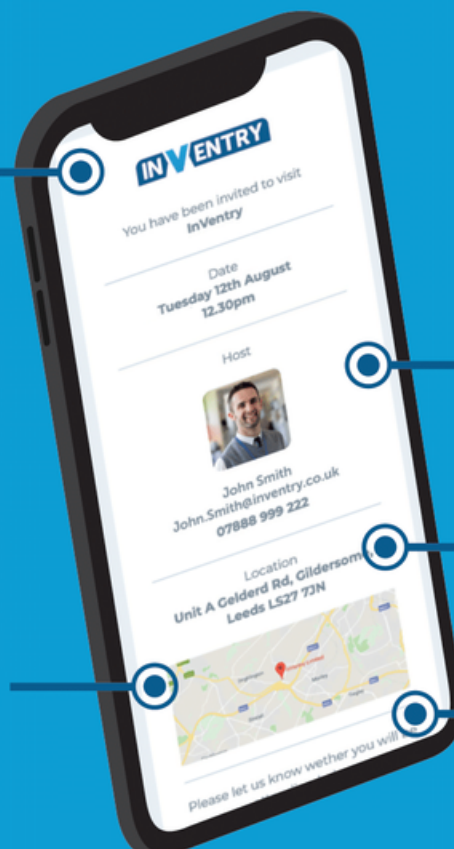 INVENTRY
You have been invited to visit
InVentry
Date
Tuesday 12th August
12.30pm
Host
John Smith
John.Smith@inventry.co.uk
07888 999 222
Location
Unit A Gelderd Rd, Gildersome,
Leeds LS27 7JN
Morley
Please let us know wether you will